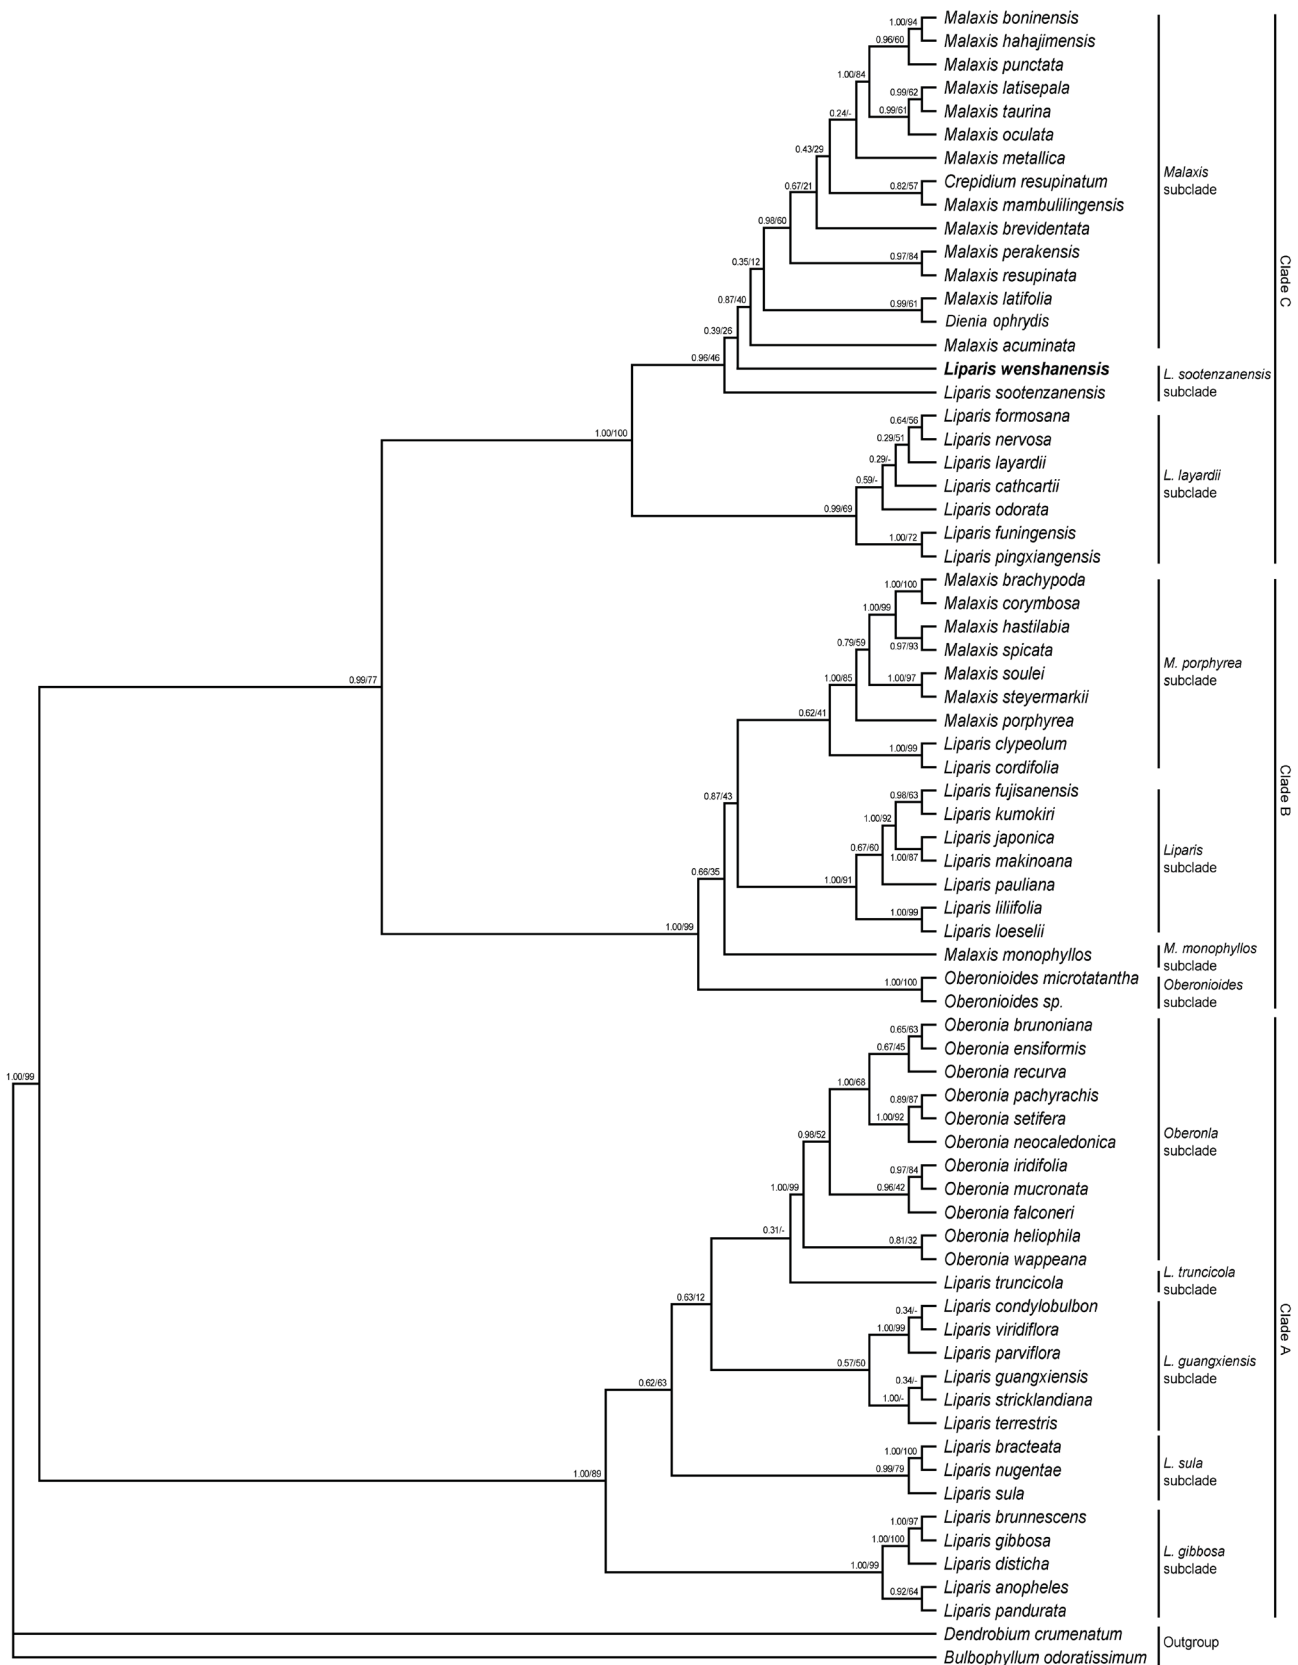 1.00/94
Malaxis boninensis
0.96/60
Malaxis hahajimensis
Malaxis punctata
1.00/84
0.99/62
Malaxis latisepala
0.99/61
Malaxis taurina
0.24/-
Malaxis oculata
0.43/29
Malaxis metallica
Malaxis
subclade
0.67/21
0.82/57
Crepidium resupinatum
Malaxis mambulilingensis
0.98/60
Malaxis brevidentata
0.97/84
Malaxis perakensis
0.35/12
Malaxis resupinata
Clade C
0.87/40
0.99/61
Malaxis latifolia
Dienia ophrydis
0.39/26
Malaxis acuminata
0.96/46
Liparis wenshanensis
L. sootenzanensis
subclade
Liparis sootenzanensis
0.64/56
Liparis formosana
1.00/100
0.29/51
Liparis nervosa
0.29/-
Liparis layardii
0.59/-
Liparis cathcartii
L. layardii
subclade
0.99/69
Liparis odorata
1.00/72
Liparis funingensis
Liparis pingxiangensis
1.00/100
Malaxis brachypoda
1.00/99
Malaxis corymbosa
Malaxis hastilabia
0.79/59
0.97/93
Malaxis spicata
1.00/85
1.00/97
Malaxis soulei
M. porphyrea
subclade
0.99/77
Malaxis steyermarkii
0.62/41
Malaxis porphyrea
1.00/99
Liparis clypeolum
Liparis cordifolia
0.98/63
Liparis fujisanensis
0.87/43
1.00/92
Liparis kumokiri
Clade B
0.67/60
Liparis japonica
1.00/87
Liparis makinoana
Liparis
subclade
0.66/35
1.00/91
Liparis pauliana
1.00/99
Liparis liliifolia
1.00/99
Liparis loeselii
Malaxis monophyllos
M. monophyllos
subclade
1.00/100
Oberonioides microtatantha
Oberonioides
subclade
Oberonioides sp.
0.65/63
Oberonia brunoniana
0.67/45
Oberonia ensiformis
Oberonia recurva
1.00/99
1.00/68
0.89/87
Oberonia pachyrachis
1.00/92
Oberonia setifera
0.98/52
Oberonia neocaledonica
Oberonla
subclade
0.97/84
Oberonia iridifolia
1.00/99
0.96/42
Oberonia mucronata
Oberonia falconeri
0.31/-
0.81/32
Oberonia heliophila
Oberonia wappeana
Liparis truncicola
L. truncicola
subclade
0.63/12
0.34/-
Liparis condylobulbon
1.00/99
Liparis viridiflora
Clade A
Liparis parviflora
0.57/50
L. guangxiensis
subclade
0.62/63
0.34/-
Liparis guangxiensis
1.00/-
Liparis stricklandiana
Liparis terrestris
1.00/100
Liparis bracteata
1.00/89
0.99/79
Liparis nugentae
L. sula
subclade
Liparis sula
1.00/97
Liparis brunnescens
1.00/100
Liparis gibbosa
1.00/99
Liparis disticha
L. gibbosa
subclade
0.92/64
Liparis anopheles
Liparis pandurata
Dendrobium crumenatum
Outgroup
Bulbophyllum odoratissimum